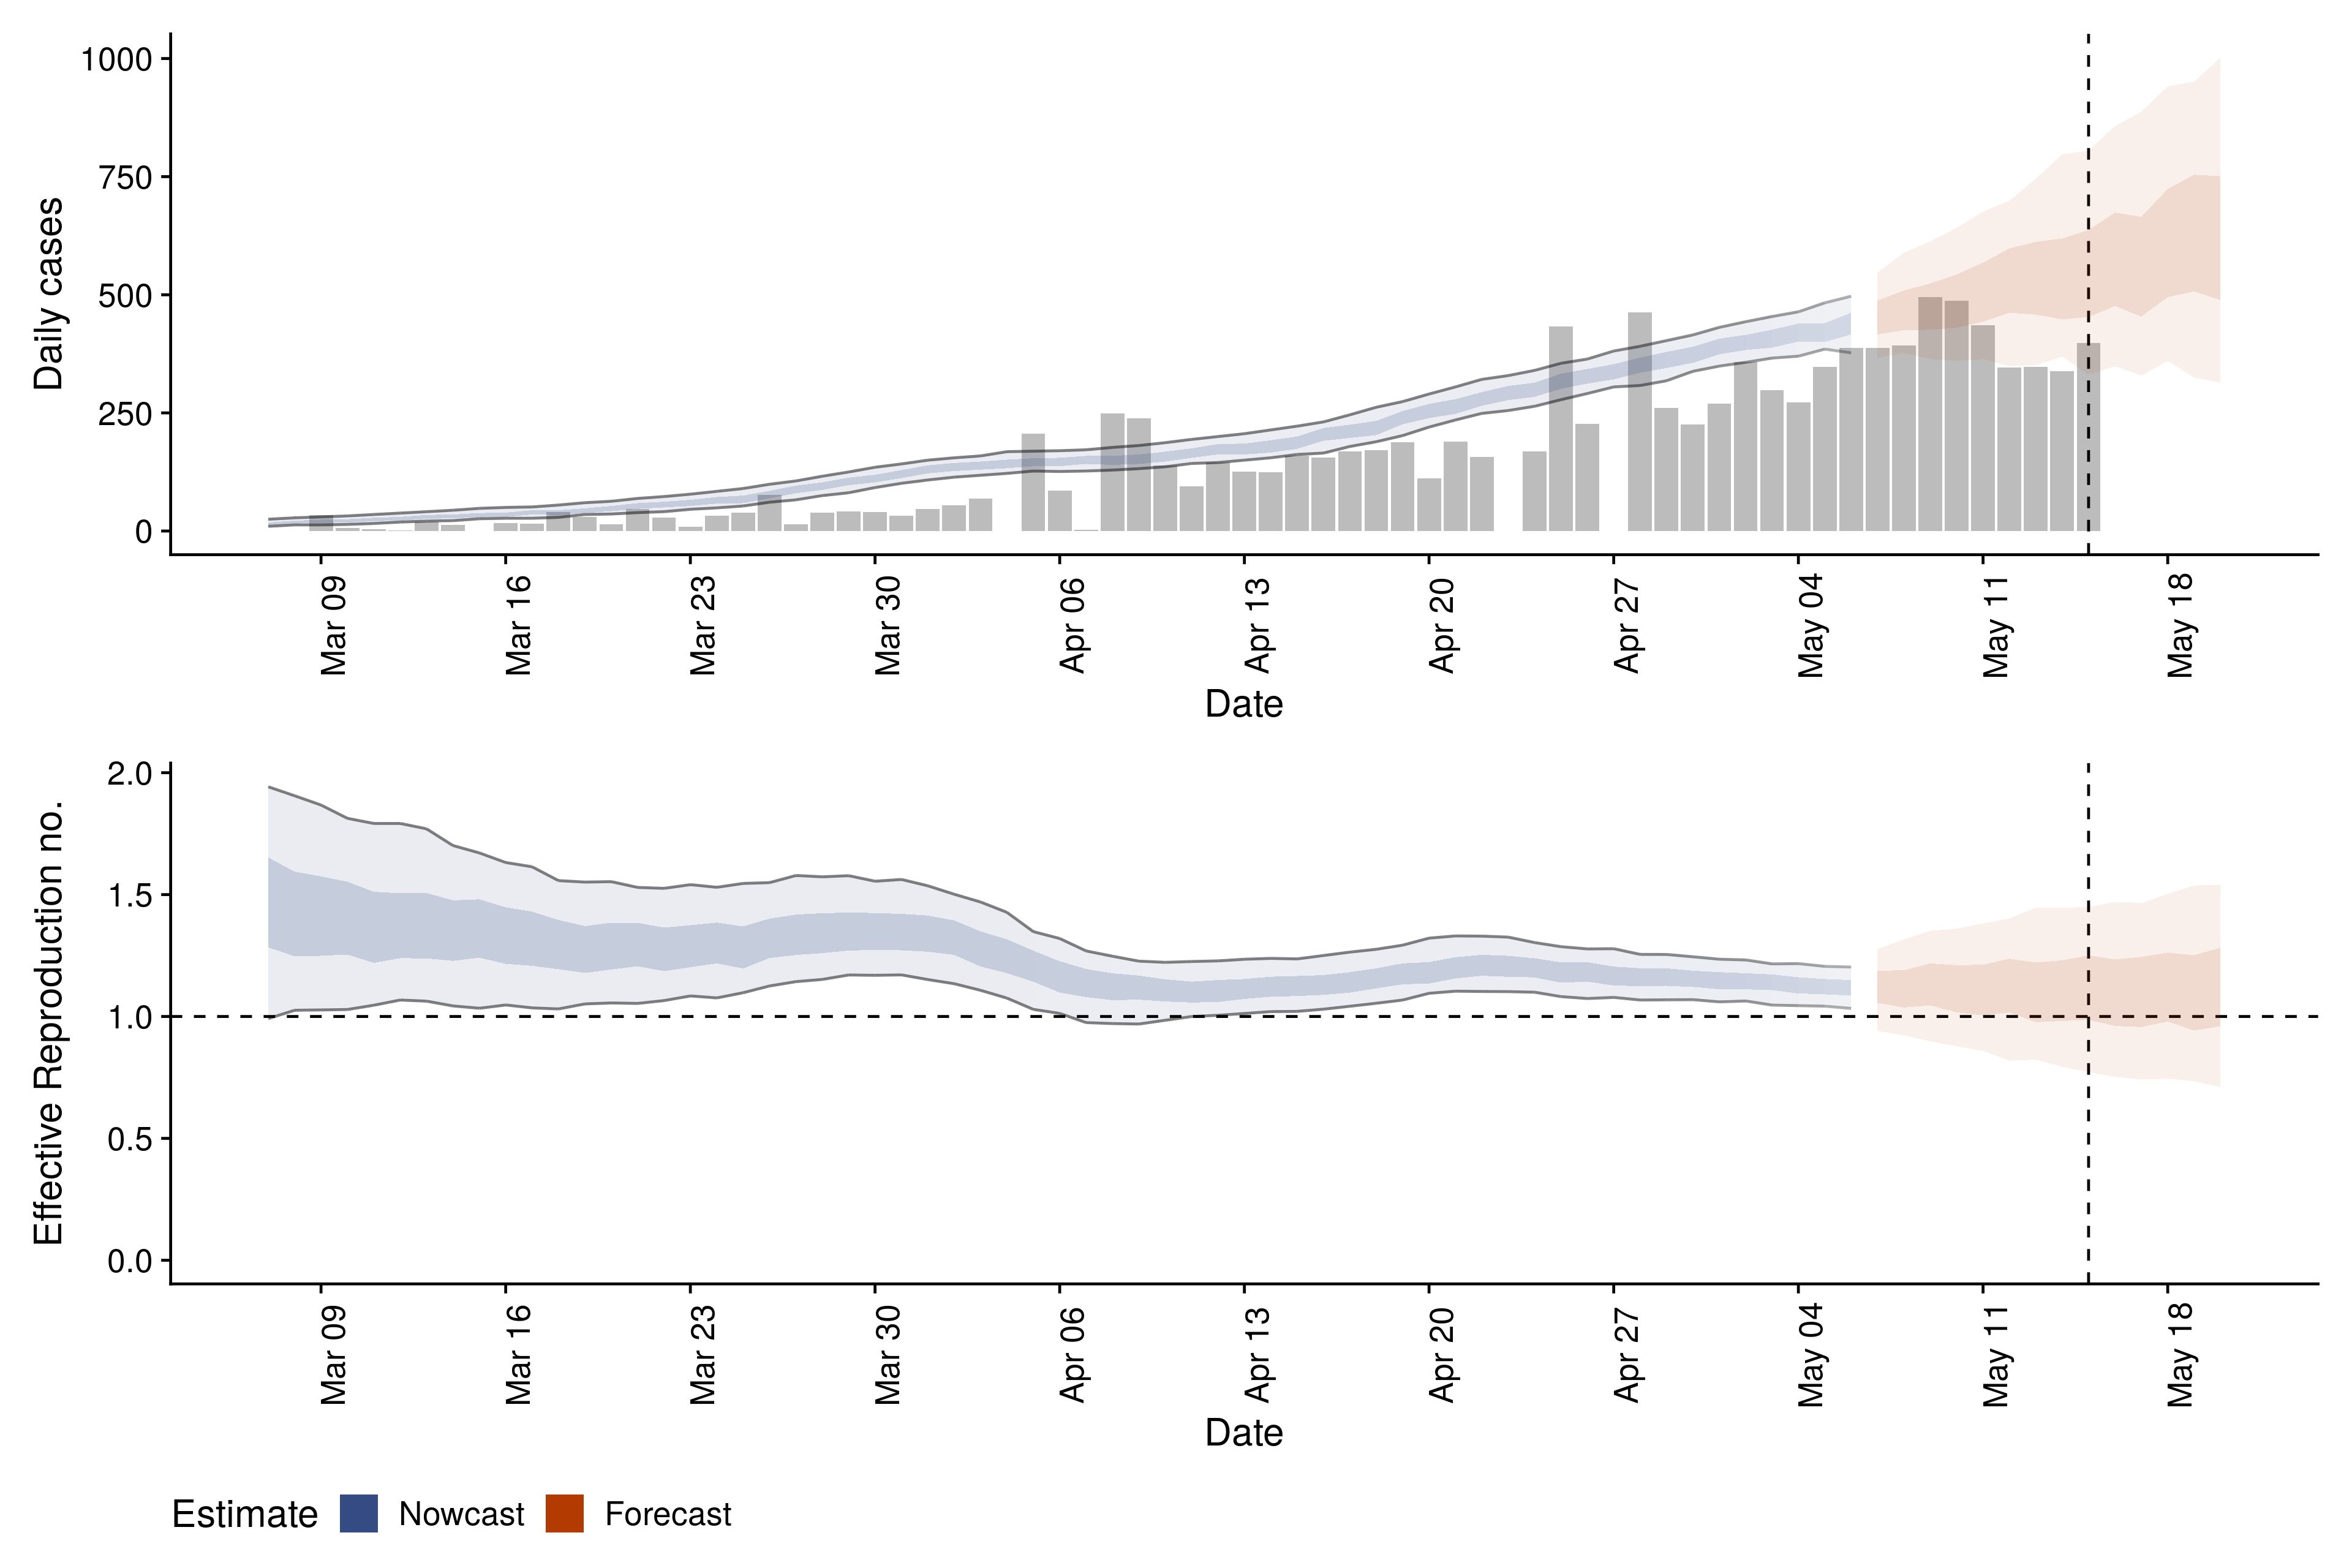 Daily cases
1000
750
500
250
0
Mar 09
Mar 16
Mar 23
Mar 30
Apr 06
Apr 13
Apr 20
Apr 27
May 04
May 11
May 18
Date
Effective Reproduction no.
2.0
1.5
1.0
0.5
0.0
Mar 09
Mar 16
Mar 23
Mar 30
Apr 06
Apr 13
Apr 20
Apr 27
May 04
May 11
May 18
Date
Estimate Nowcast Forecast